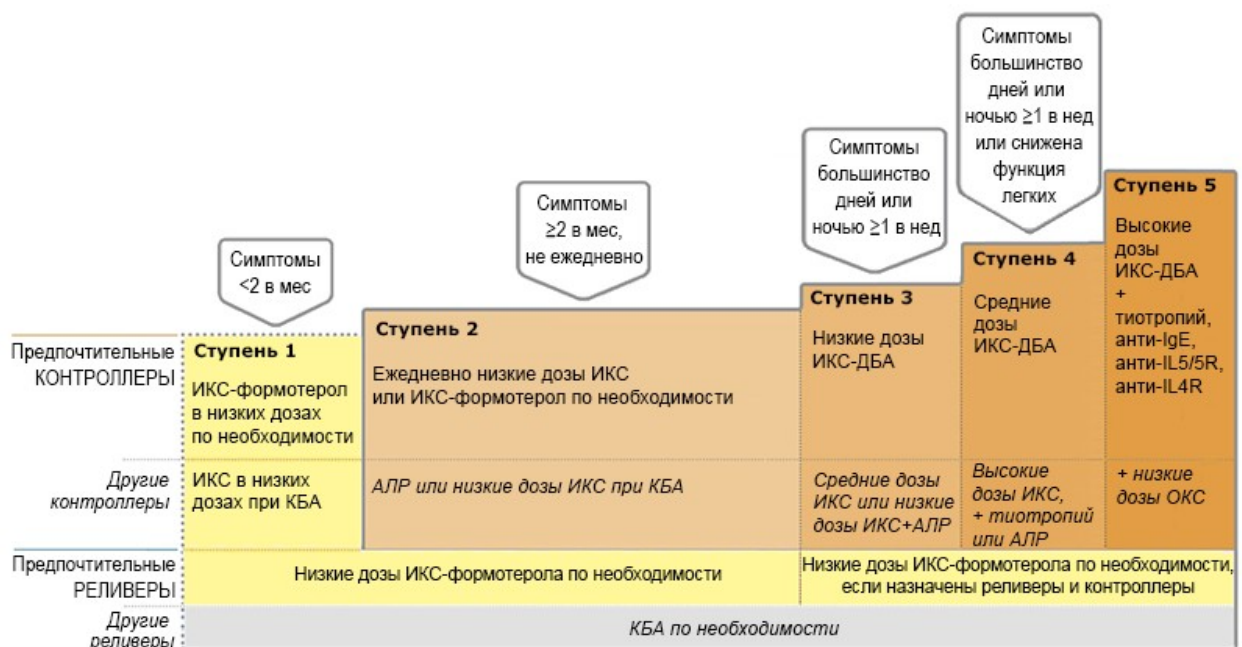 Симптомы
большинство
дней или
ночью ≥1 в нед
или снижена
функция
легких
Симптомы
большинство
дней или
ночью ≥1 в нед
Симптомы
≥2 в мес,
не ежедневно
Симптомы
<2 в мес
Предпочтительные
КОНТРОЛЛЕРЫ
Ступень 1
ИКС-формотерол
в низких дозах
по необходимости
Ступень 2
Ежедневно низкие дозы ИКС
или ИКС-формотерол по необходимости
Ступень 3
Низкие дозы
ИКС-ДБА
Ступень 4
Средние
дозы
ИКС-ДБА
Ступень 5
Высокие
дозы
ИКС-ДБА
+
тиотропий,
анти-IgE,
анти-IL5/5R,
анти-IL4R
Другие
контроллеры
ИКС в низких
дозах при КБА
АЛР или низкие дозы ИКС при КБА
Средние дозы
ИКС или низкие
дозы ИКС+АЛР
Высокие
дозы ИКС,
+ тиотропий
или АЛР
+ низкие
дозы ОКС
Предпочтительные
РЕЛИВЕРЫ
Низкие дозы ИКС-формотерола по необходимости
Низкие дозы ИКС-формотерола по необходимости,
если назначены реливеры и контроллеры
Другие
реливеры
КБА по необходимости